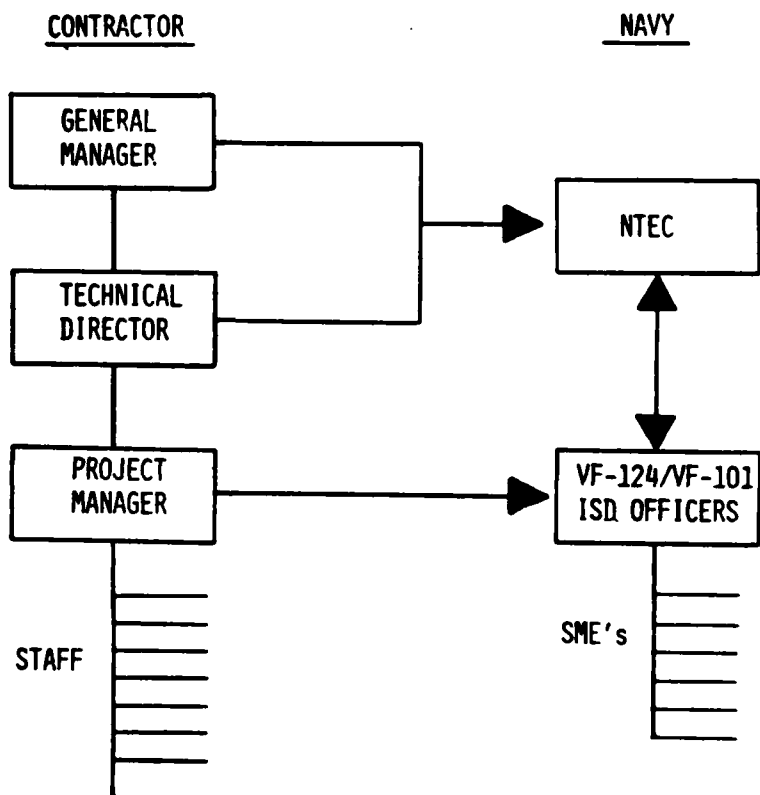 CONTRACTOR
NAVY
GENERAL
MANAGER
NTEC
TECHNICAL
DIRECTOR
PROJECT
MANAGER
VF-124/VF-101
ISD OFFICERS
STAFF
SME's